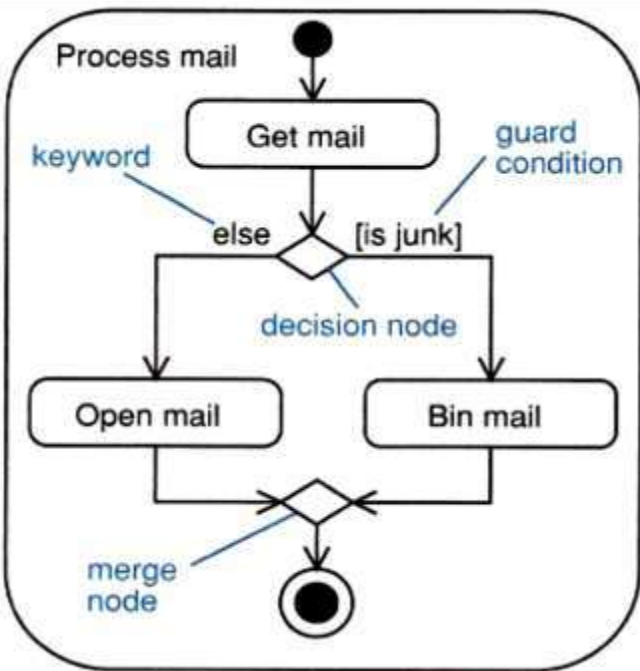 Process mail
Get mail
keyword
guard
condition
else
[is junk]
decision node
Open mail
Bin mail
merge
node